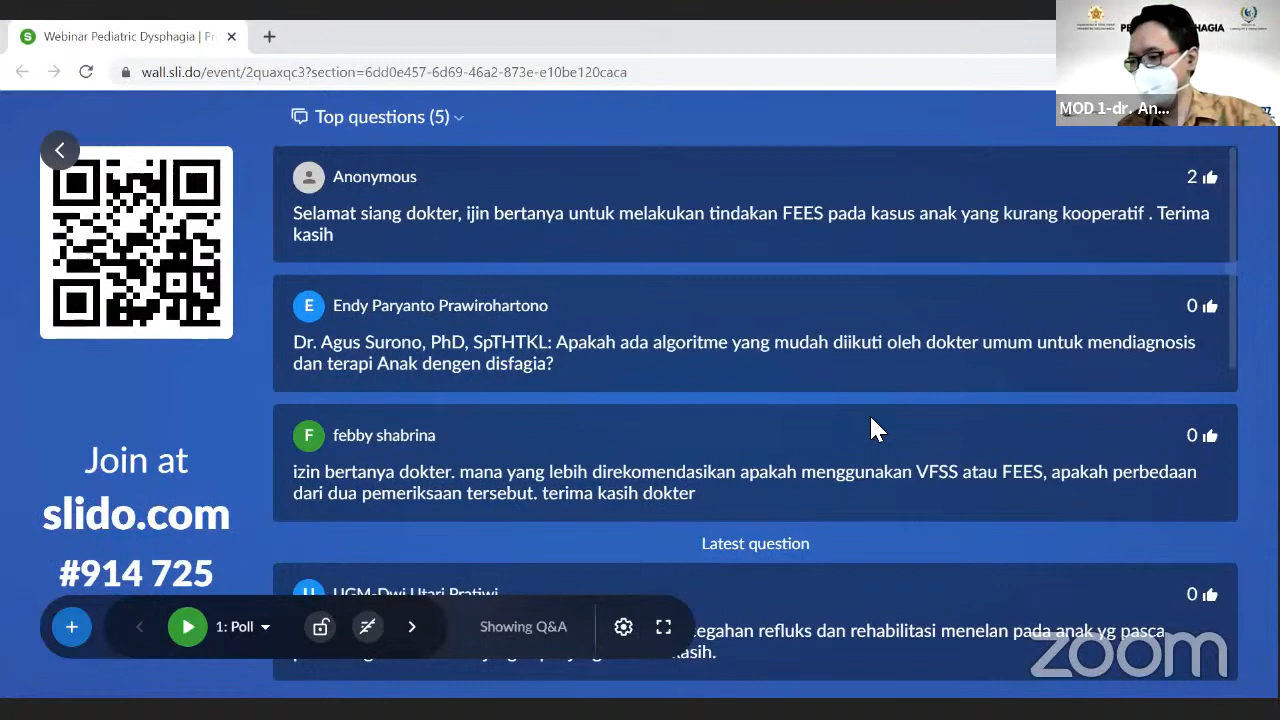 Webinar Pediatric Dysphagia | Pr
wall.sli.do/event/2quaxqc3?section=6dd0e457-6d69-46a2-873e-e10be120caca
MOD 1-dr. An...
Top questions (5)
Anonymous
2
Selamat siang dokter, ijin bertanya untuk melakukan tindakan FEES pada kasus anak yang kurang kooperatif . Terima
kasih
E
Endy Paryanto Prawirohartono
0
Dr. Agus Surono, PhD, SpTHTKL: Apakah ada algoritme yang mudah diikuti oleh dokter umum untuk mendiagnosis
dan terapi Anak dengen disfagia?
F
febby shabrina
0
izin bertanya dokter. mana yang lebih direkomendasikan apakah menggunakan VFSS atau FEES, apakah perbedaan
dari dua pemeriksaan tersebut. terima kasih dokter
Join at
slido.com
#914 725
Latest question
UGM-Dwi Utari Pratiwi
0
refluks dan rehabilitasi menelan pada anak yg pasca
1: Poll
Showing Q&A
zoom